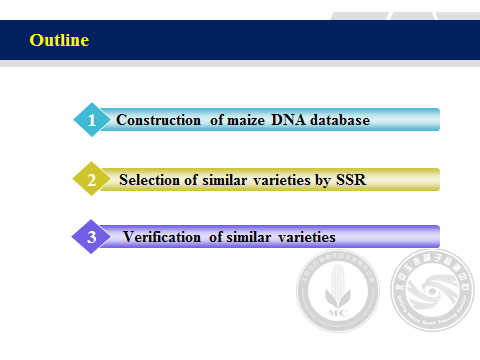 Outline
1 Construction of maize DNA database
2 Selection of similar varieties by SSR
3 Verification of similar varieties
MC